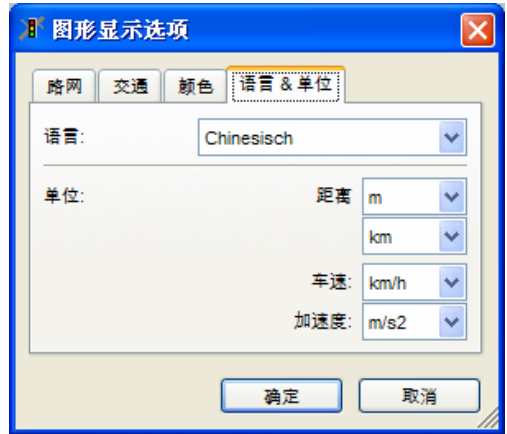 图形显示选项
路网 交通 颜色 语言 & 单位
语言: Chinesisch
单位: 距离 m
km
车速: km/h
加速度: m/s2
确定 取消